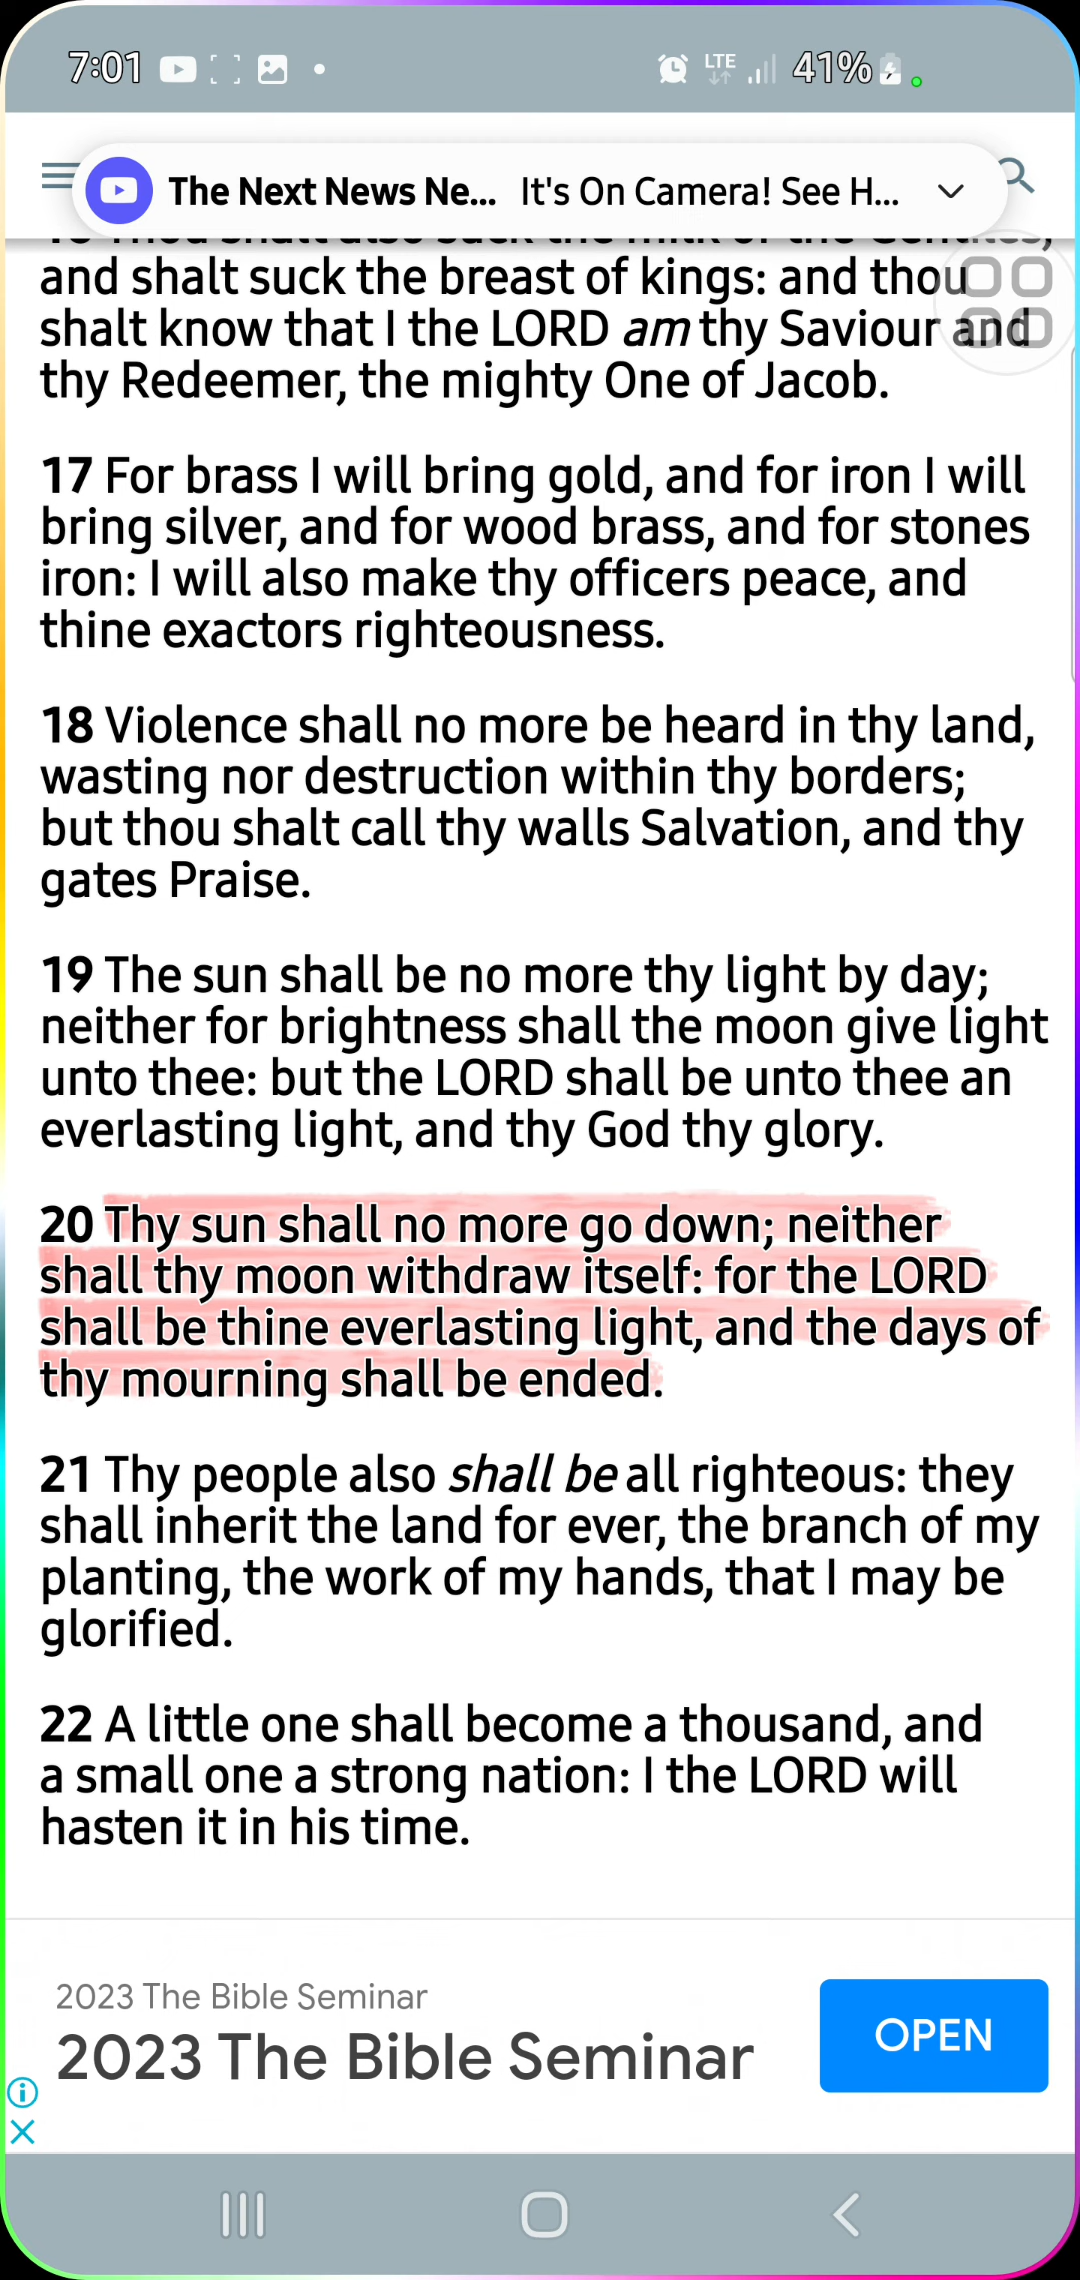 7:01
LTE 41%
The Next News Ne... It's On Camera! See H...
and shalt suck the breast of kings: and thou
shalt know that I the LORD am thy Saviour and
thy Redeemer, the mighty One of Jacob.
17 For brass I will bring gold, and for iron I will
bring silver, and for wood brass, and for stones
iron: I will also make thy officers peace, and
thine exactors righteousness.
18 Violence shall no more be heard in thy land,
wasting nor destruction within thy borders;
but thou shalt call thy walls Salvation, and thy
gates Praise.
19 The sun shall be no more thy light by day;
neither for brightness shall the moon give light
unto thee: but the LORD shall be unto thee an
everlasting light, and thy God thy glory.
20 Thy sun shall no more go down; neither
shall thy moon withdraw itself: for the LORD
shall be thine everlasting light, and the days of
thy mourning shall be ended.
21 Thy people also shall be all righteous: they
shall inherit the land for ever, the branch of my
planting, the work of my hands, that I may be
glorified.
22 A little one shall become a thousand, and
a small one a strong nation: I the LORD will
hasten it in his time.
2023 The Bible Seminar
2023 The Bible Seminar
OPEN